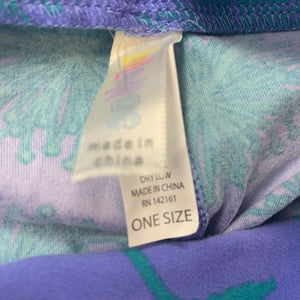 made in
china
DRY LOW
MADE IN CHINA
RN 142161
ONE SIZE